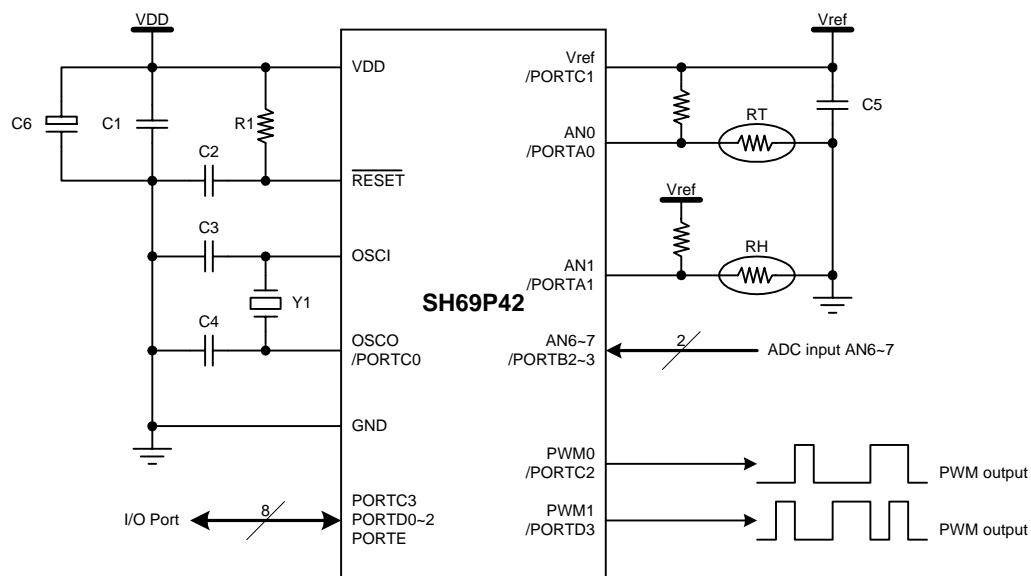 VDD
Vref
VDD
Vref
/PORTC1
C6
C1
R1
C5
RT
AN0
/PORTA0
C2
RESET
Vref
C3
OSCI
RH
AN1
/PORTA1
Y1
SH69P42
C4
OSCO
/PORTC0
AN6~7
/PORTB2~3
2
ADC input AN6~7
GND
PWM0
/PORTC2
PWM output
I/O Port
8
PORTC3
PORTD0~2
PORTE
PWM1
/PORTD3
PWM output